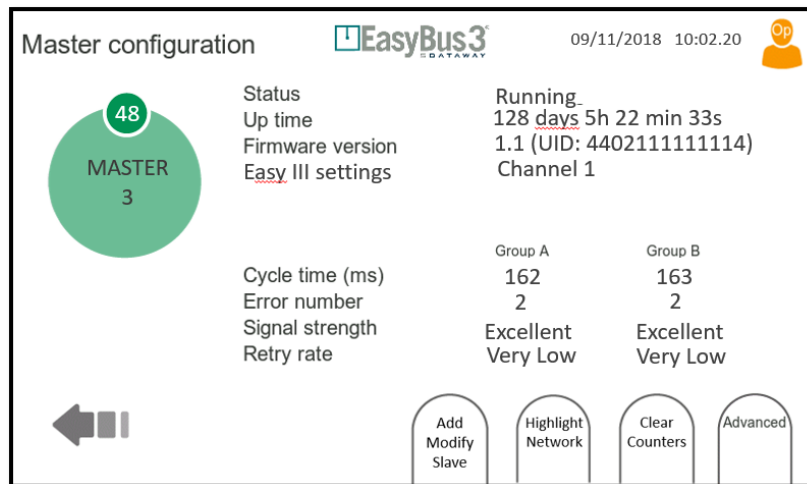 Master configuration
EasyBus3
DATAWAY
09/11/2018 10:02.20
Op
48
MASTER
3
Status Running
Up time 128 days 5h 22 min 33s
Firmware version 1.1 (UID: 4402111111114)
Easy III settings Channel 1
Group A Group B
Cycle time (ms) 162 163
Error number 2 2
Signal strength Excellent Excellent
Retry rate Very Low Very Low
Add
Modify
Slave
Highlight
Network
Clear
Counters
Advanced